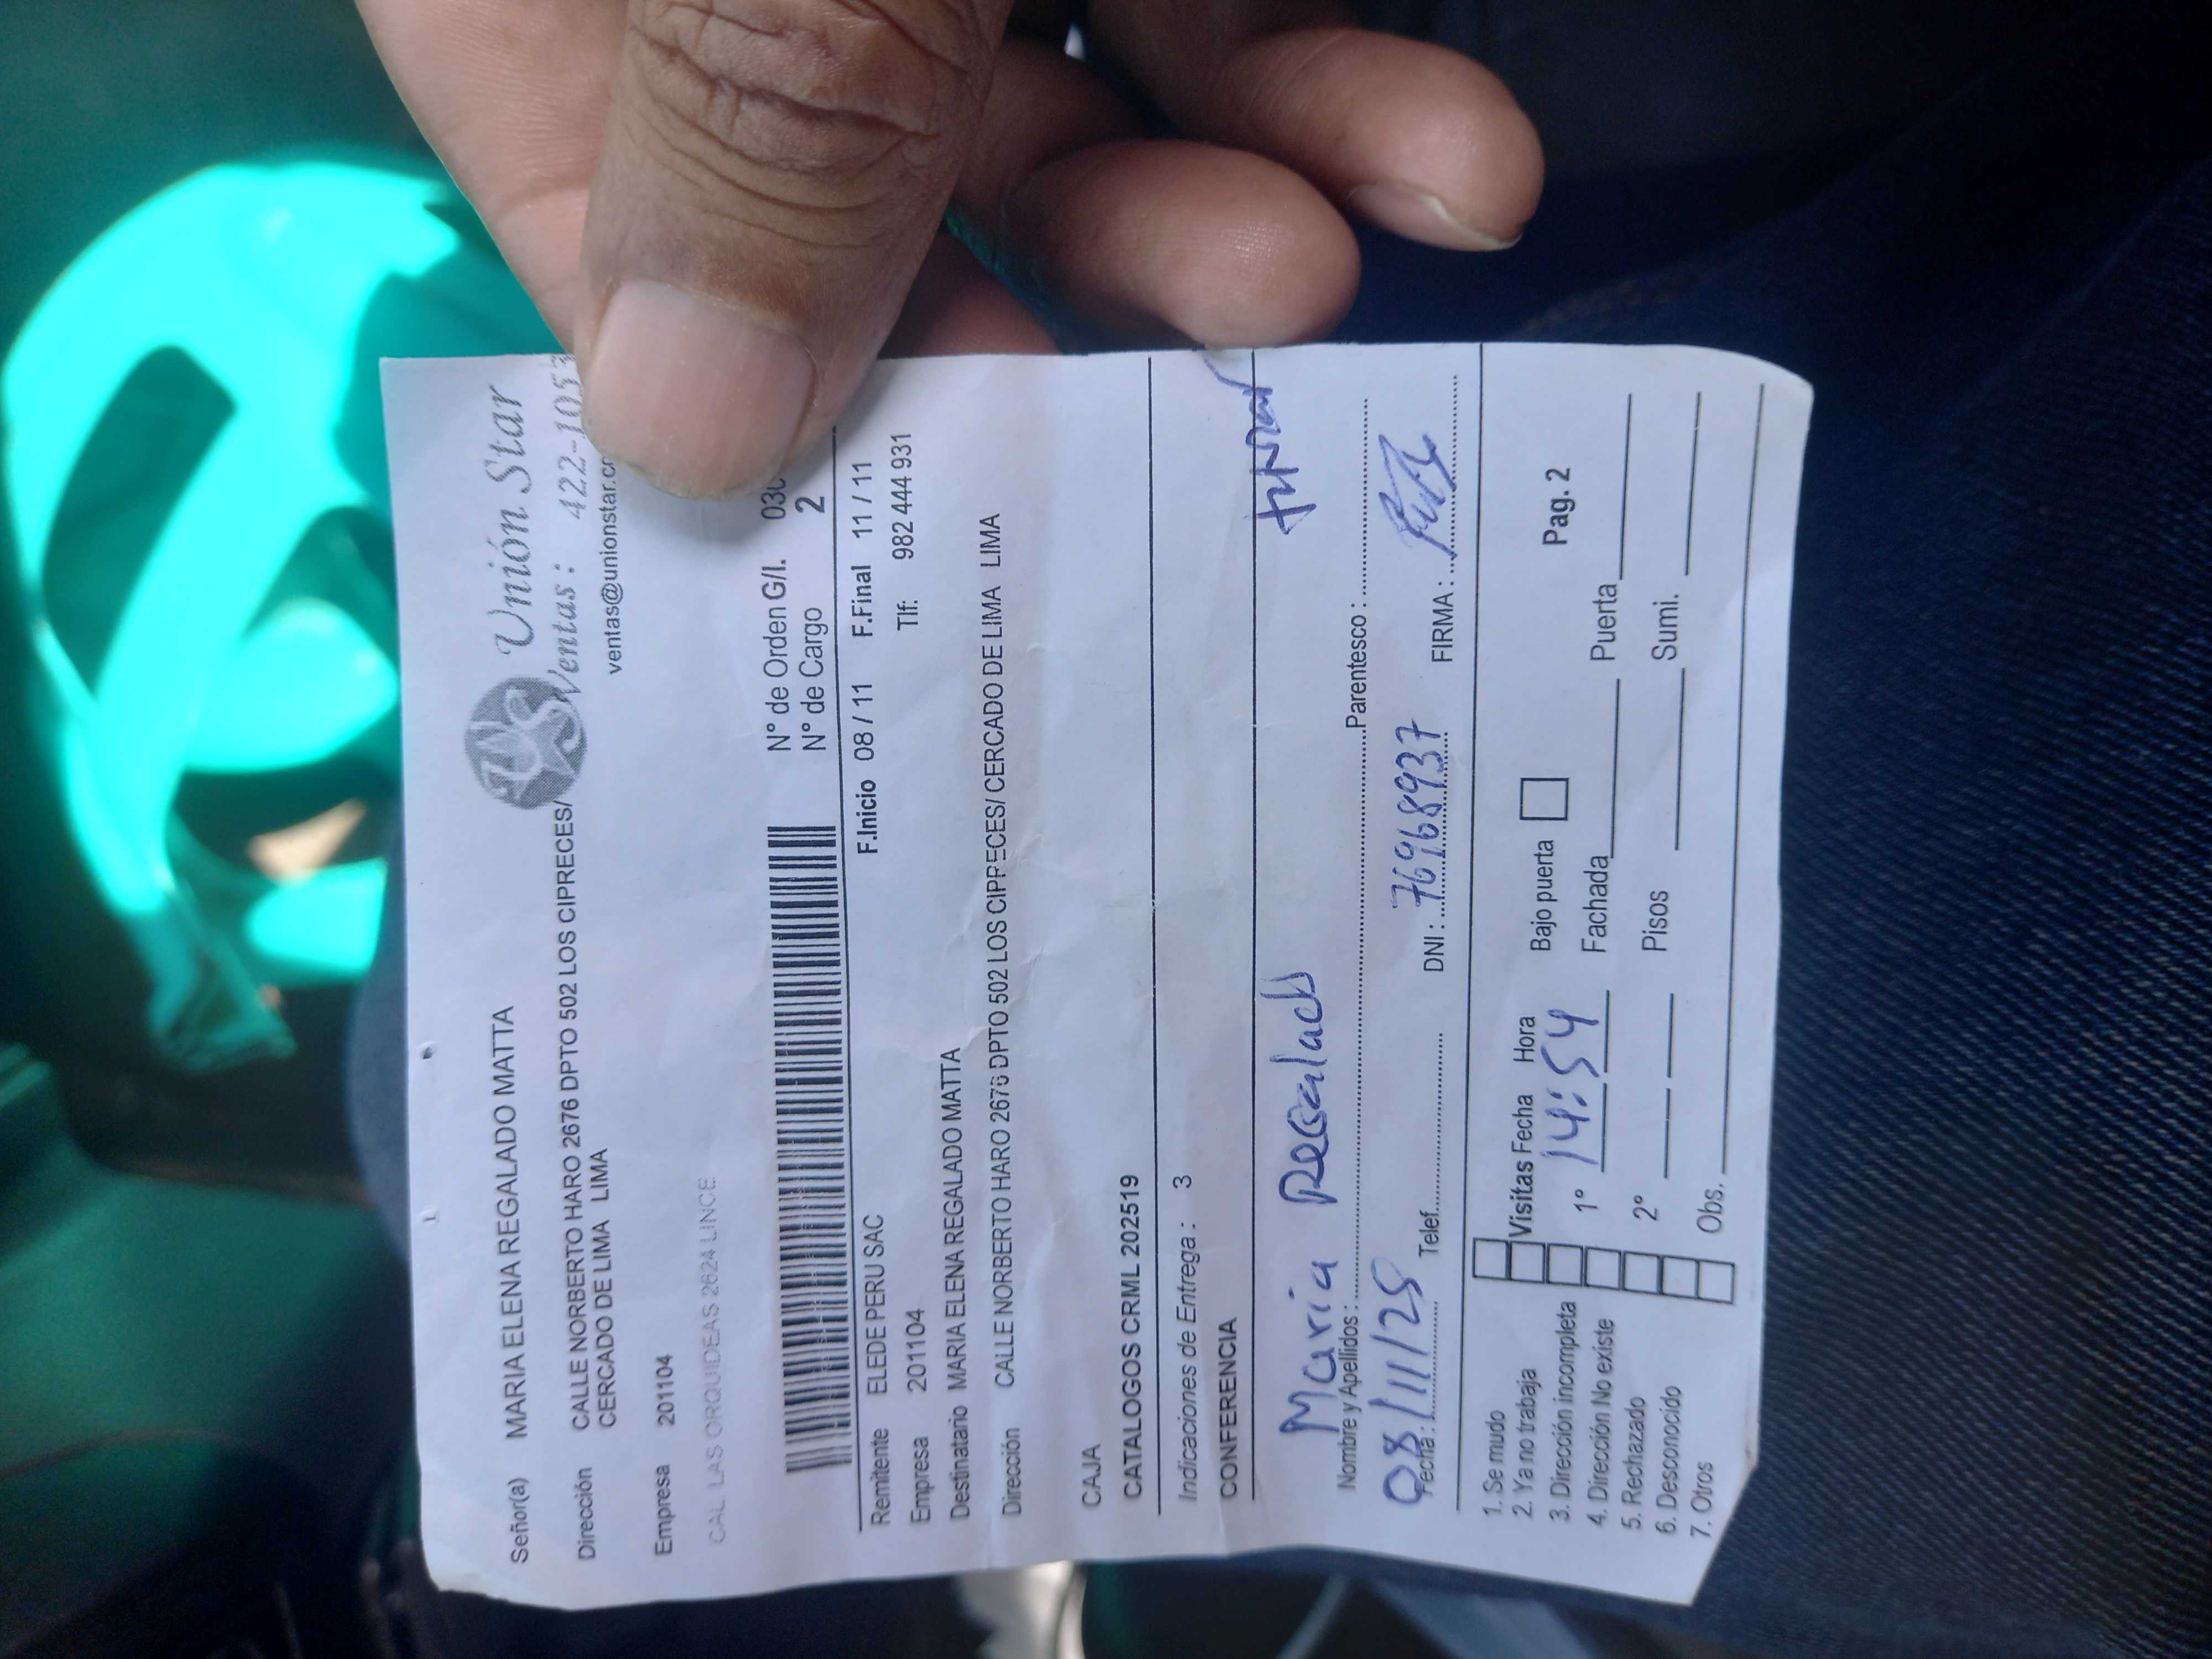 Señor(a) MARIA ELENA REGALADO MATTA
Unión Star
Ventas : 422-1053
Dirección CALLE NORBERTO HARO 2676 DPTO 502 LOS CIPRECES/
CERCADO DE LIMA LIMA
ventas@unionstar.
Empresa 201104
CAL. LAS ORQUIDEAS 2624 LINCE
N° de Orden G/I. 030
N° de Cargo 2
F.Inicio 08 / 11 F.Final 11 / 11
Remitente ELED DE PERU SAC
Empresa 201104 Tlf: 982 444 931
Destinatario MARIA ELENA REGALADO MATTA
Dirección CALLE NORBERTO HARO 2676 DPTO 502 LOS CIPRECES/ CERCADO DE LIMA LIMA
CAJA
CATALOGOS CRML 202519
Indicaciones de Entrega : 3
CONFERENCIA
Maria Regalado
Nombre y Apellidos : Parentesco :
08/11/25 76968937
Fecha : Telef. DNI : FIRMA :
1. Se mudo
2. Ya no trabaja
3. Dirección incompleta
4. Dirección No existe
5. Rechazado
6. Desconocido
7. Otros
Visitas Fecha Hora Bajo puerta Pag. 2
1° 14:54 Fachada Puerta
2° Pisos Sumi.
Obs.